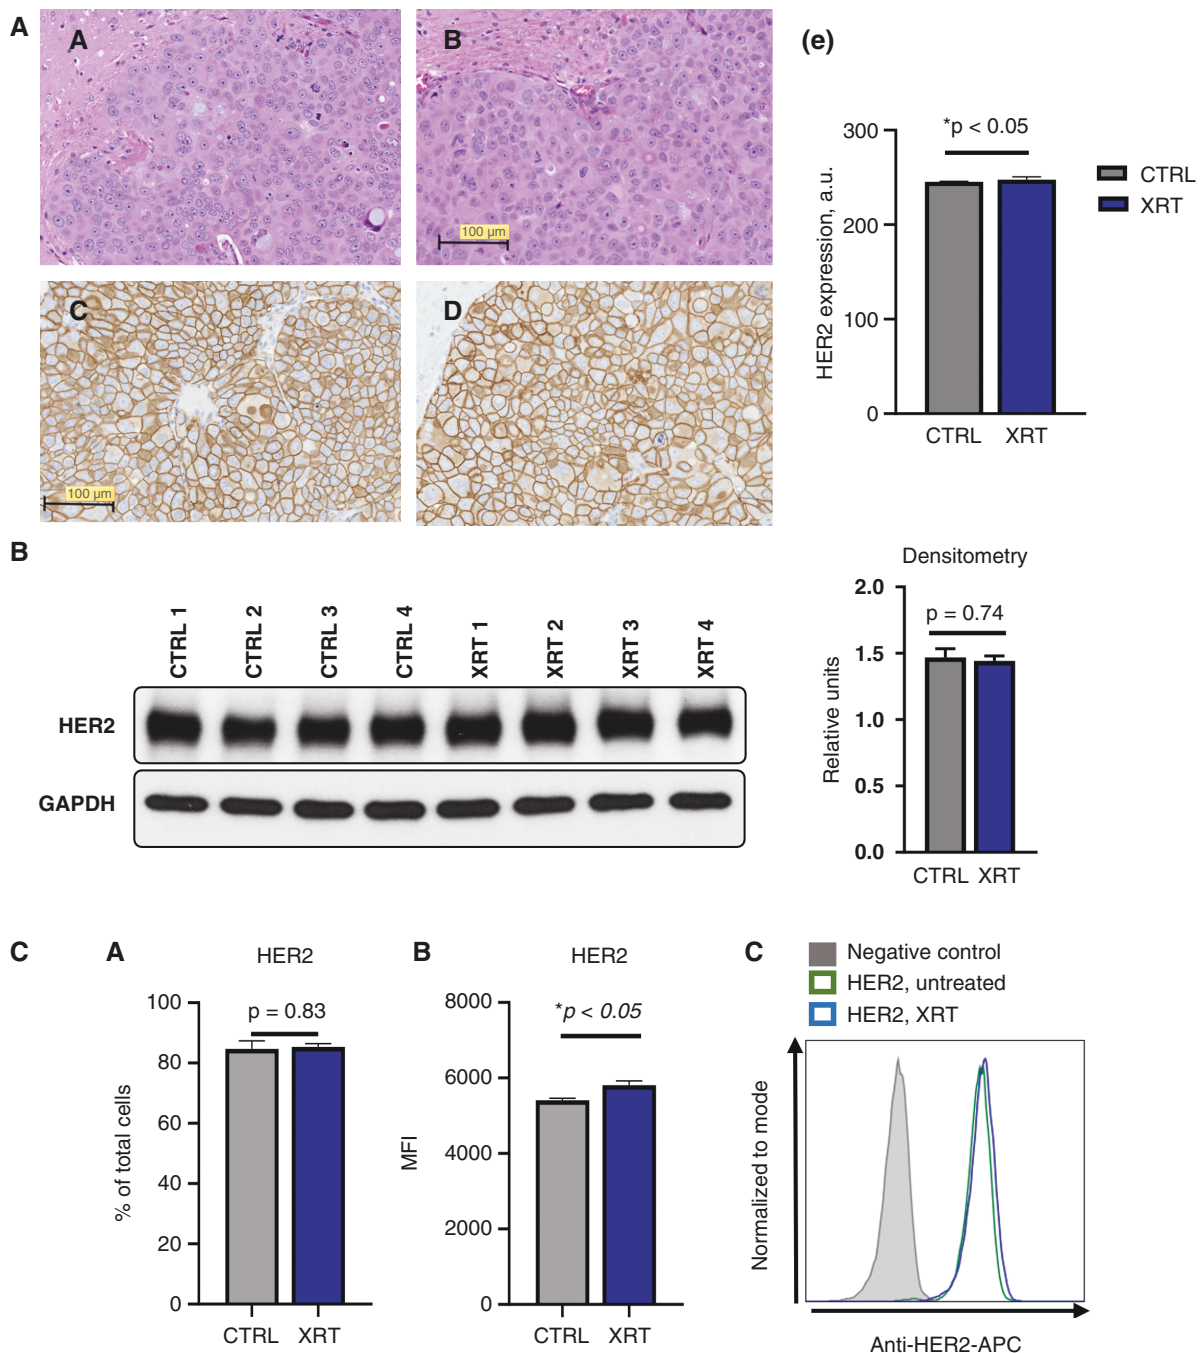 A
A
B
100 µm
C
100 µm
D
(e)
*p < 0.05
HER2 expression, a.u.
300
200
100
0
CTRL
XRT
CTRL
XRT
B
CTRL 1
CTRL 2
CTRL 3
CTRL 4
XRT 1
XRT 2
XRT 3
XRT 4
HER2
GAPDH
Densitometry
p = 0.74
Relative units
2.0
1.5
1.0
0.5
0.0
CTRL XRT
C
A
HER2
p = 0.83
% of total cells
100
80
60
40
20
0
CTRL XRT
B
HER2
*p < 0.05
MFI
8000
6000
4000
2000
0
CTRL XRT
C
Negative control
HER2, untreated
HER2, XRT
Normalized to mode
Anti-HER2-APC